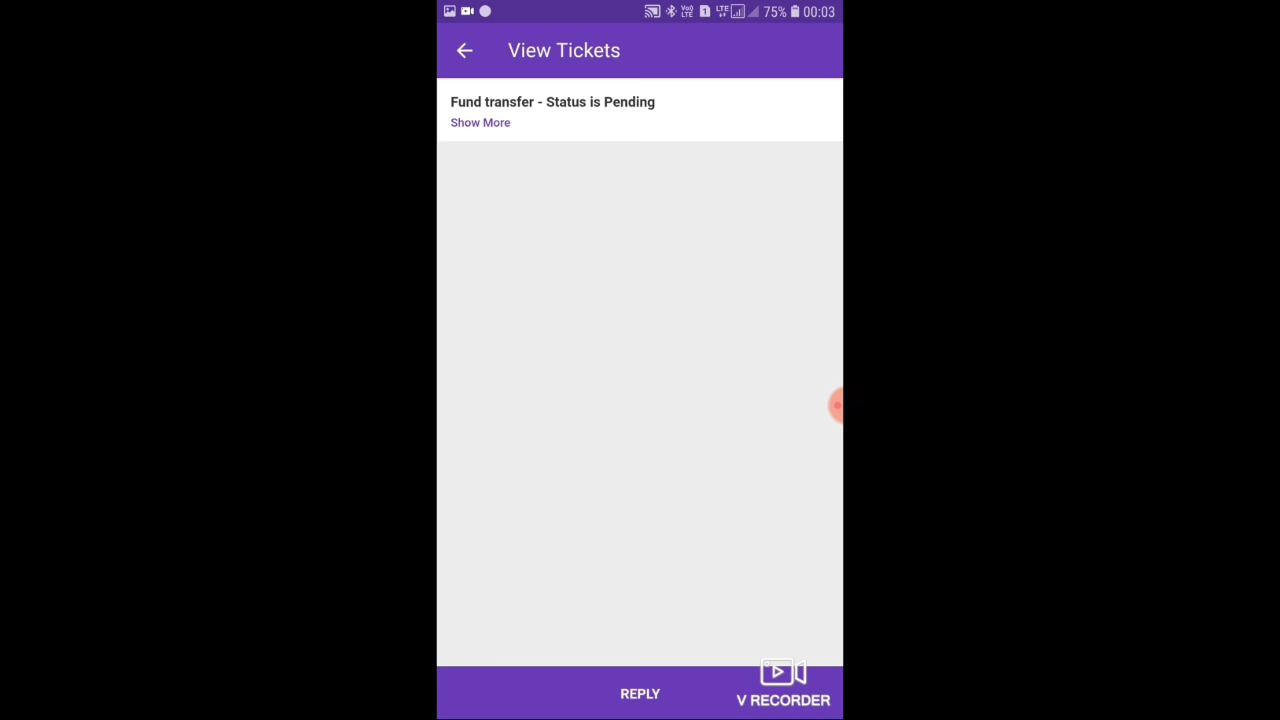 75% 00:03
View Tickets
Fund transfer - Status is Pending
Show More
REPLY
V RECORDER